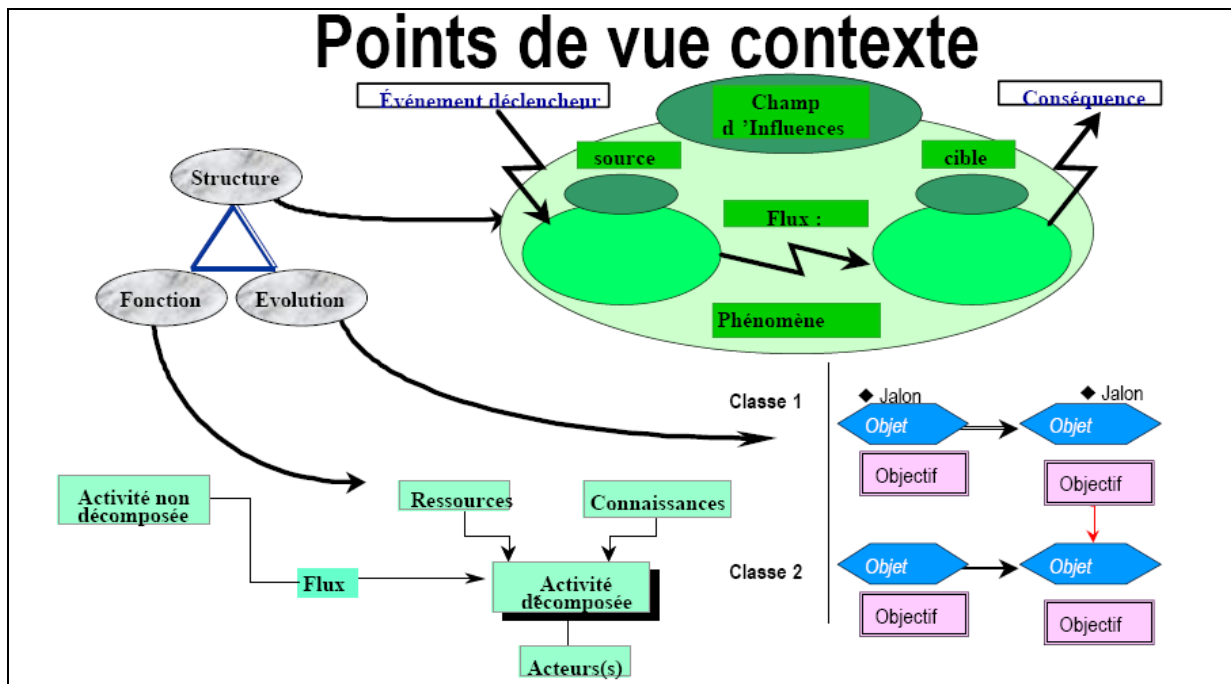 Points de vue contexte
Événement déclencheur
Champ
d ’Influences
Conséquence
source
cible
Structure
Flux :
Fonction
Evolution
Phénomène
Classe 1
◆ Jalon
◆ Jalon
Objet
Objet
Objectif
Objectif
Activité non
décomposée
Ressources
Connaissances
Flux
Activité
décomposée
Acteurs(s)
Classe 2
Objet
Objet
Objectif
Objectif